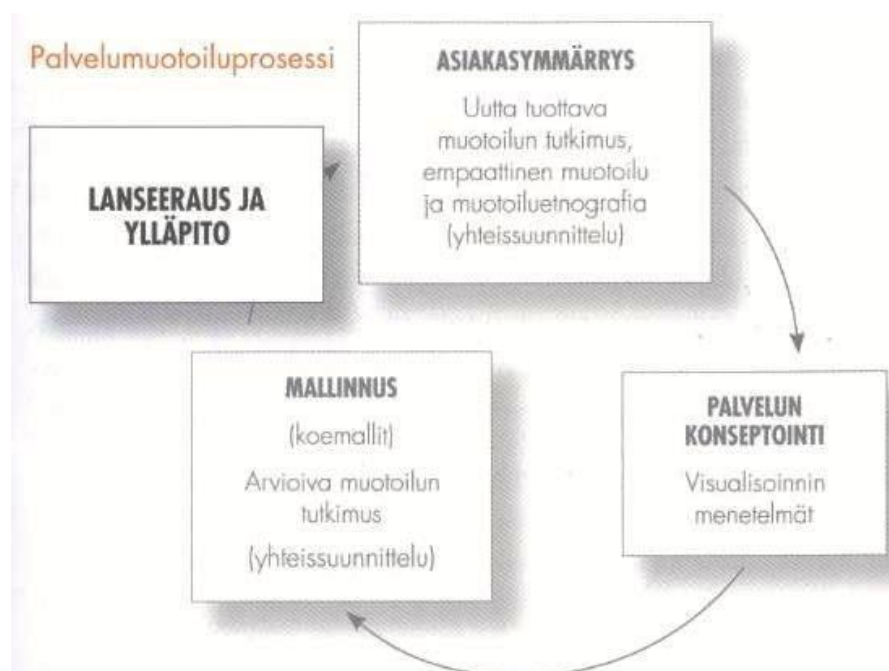 Palvelumuotoiluprosessi
ASIAKASYMMÄRRYS
Uutta tuottava
muotoilun tutkimus,
empaattinen muotoilu
ja muotoiluetnografia
(yhteissuunnittelu)
PALVELUN
KONSEPTOINTI
Visualisoinnin
menetelmät
MALLINNUS
(koemallit)
Arvioiva muotoilun
tutkimus
(yhteissuunnittelu)
LANSEERAUS JA
YLLÄPITO